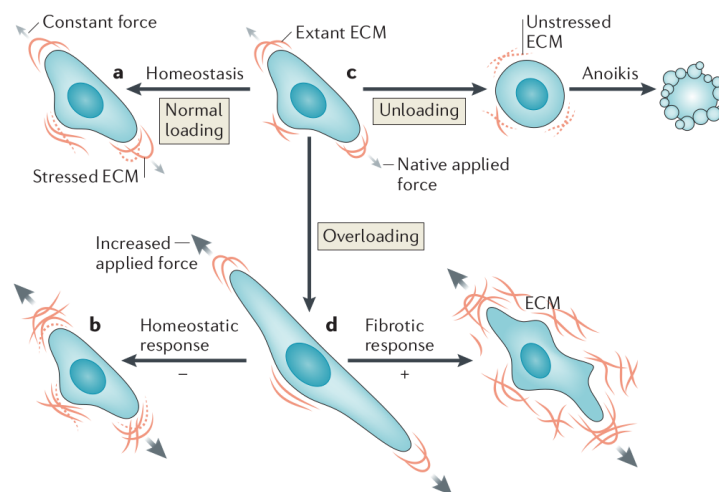 Constant force
Extant ECM
Unstressed
ECM
a
Homeostasis
c
Anoikis
Normal
loading
Unloading
Stressed ECM
Native applied
force
Overloading
Increased
applied force
ECM
b
Homeostatic
response
–
d
Fibrotic
response
+